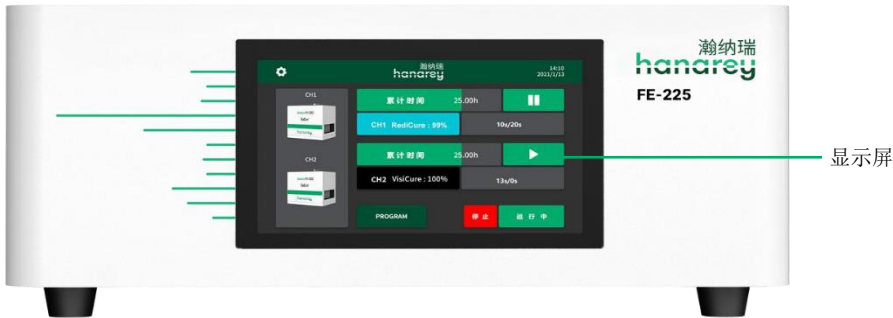 瀚纳瑞
hanarey
FE-225
瀚纳瑞
hanarey
14:10
2021/1/13
CH1
累计时间 25.00h
CH1 RediCure : 99% 10s/20s
CH2
累计时间 25.00h
CH2 VisiCure : 100% 13s/0s
PROGRAM 停止 运行中
显示屏